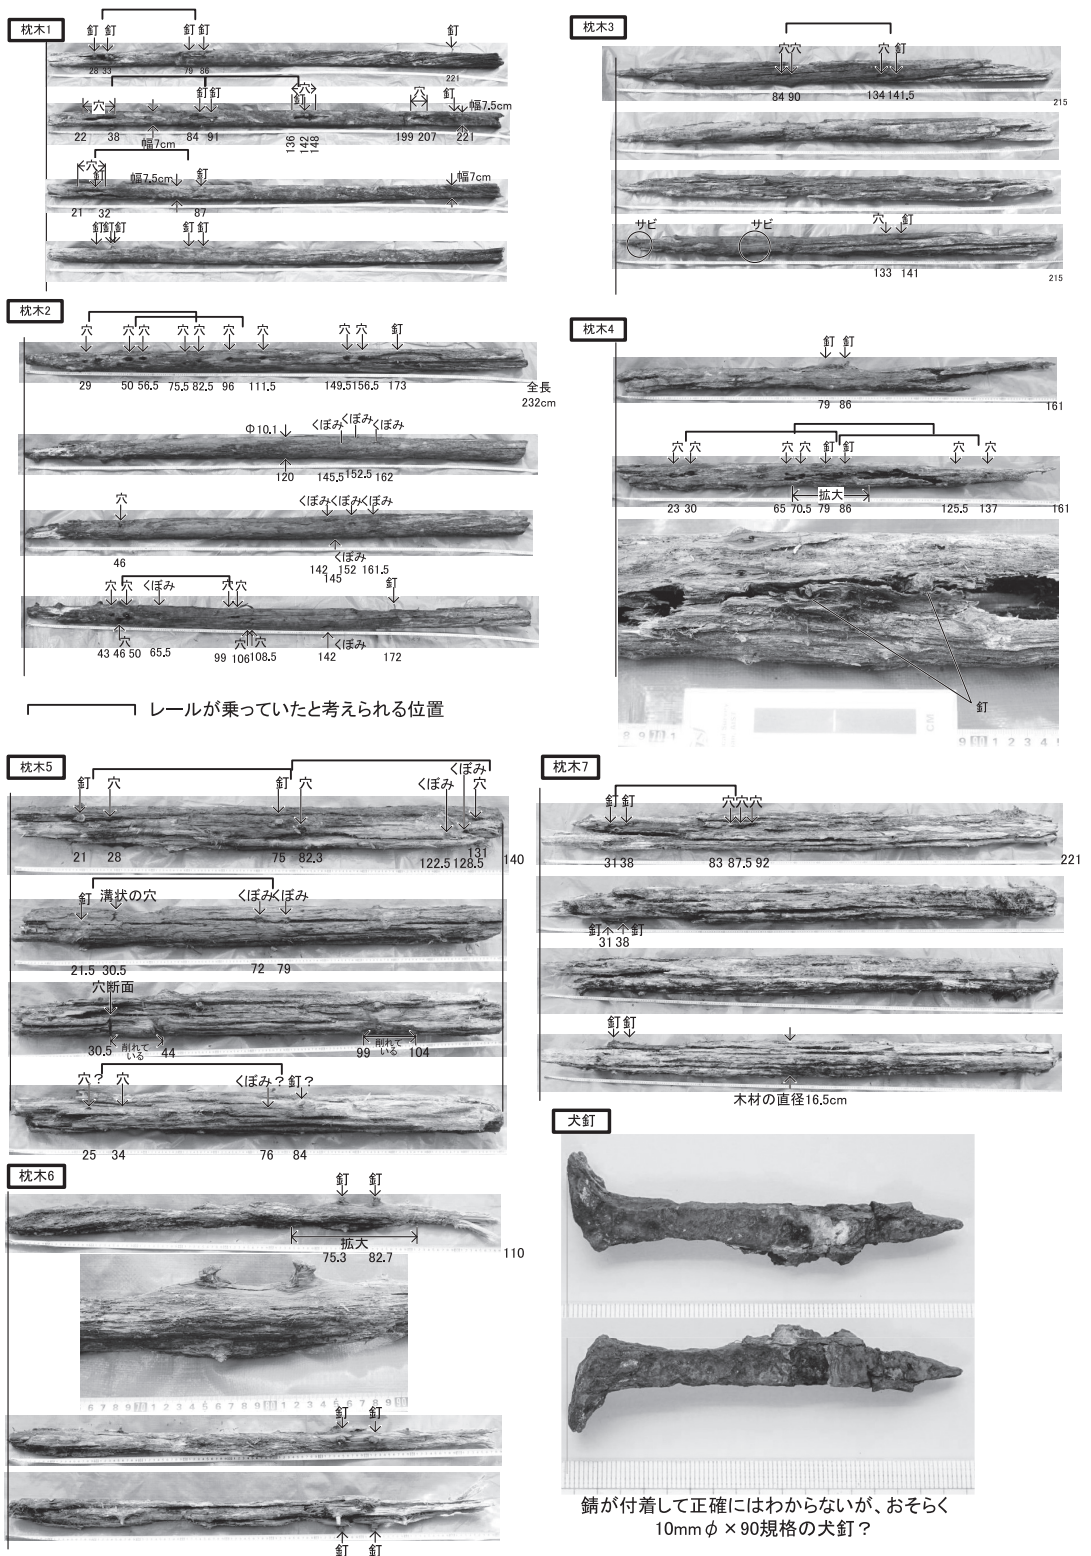 枕木1
釘 釘 釘 釘 釘
28 33 79 86 221
穴 釘 釘 穴 釘 穴 釘 幅7.5cm
22 38 幅7cm 84 91 136 142 148 199 207 221
穴 釘 幅7.5cm 釘 幅7cm
21 32 87
釘 釘 釘 釘 釘
枕木2
穴 穴 穴 穴 穴 穴 穴 穴 穴 釘
29 50 56.5 75.5 82.5 96 111.5 149.5 156.5 173 全長
232cm
Φ10.1 くぼみ くぼみ くぼみ
120 145.5 152.5 162
穴 くぼみ くぼみ くぼみ
46 くぼみ
142 152 161.5
145
穴 穴 くぼみ 穴 穴 釘
穴 穴 穴 くぼみ
43 46 50 65.5 99 106 108.5 142 172
レールが乗っていたと考えられる位置
枕木3
穴 穴 穴 釘
84 90 134 141.5 215
サビ サビ 穴 釘
133 141 215
枕木4
釘 釘
79 86 161
穴 穴 穴 穴 釘 釘 穴 穴
拡大
23 30 65 70.5 79 86 125.5 137 161
釘
枕木5
釘 穴 釘 穴 くぼみ くぼみ 穴
21 28 75 82.3 122.5 128.5 131 140
釘 溝状の穴 くぼみ くぼみ
21.5 30.5 72 79
穴断面
30.5 削れて 44 99 削れて 104
いる いる
穴? 穴 くぼみ? 釘?
25 34 76 84
枕木6
釘 釘
拡大
75.3 82.7 110
釘 釘
釘 釘
枕木7
釘 釘 穴 穴 穴
31 38 83 87.5 92 221
釘 釘
31 38
釘 釘
木材の直径16.5cm
犬釘
錆が付着して正確にはわからないが、おそらく
10mmφ×90規格の犬釘?